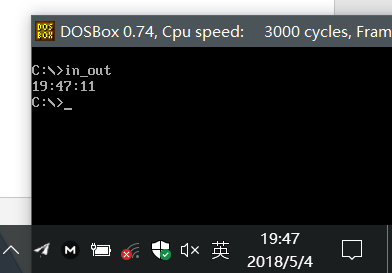 DOSBox 0.74, Cpu speed: 3000 cycles, Fram
C:\>in_out
19:47:11
C:\>_
英
19:47
2018/5/4